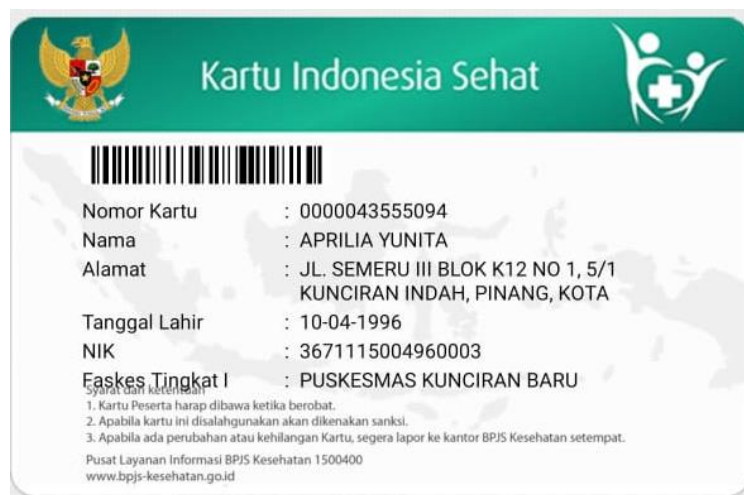 Kartu Indonesia Sehat
Nomor Kartu : 0000043555094
Nama : APRILIA YUNITA
Alamat : JL. SEMERU III BLOK K12 NO 1, 5/1
KUNCIRAN INDAH, PINANG, KOTA
Tanggal Lahir : 10-04-1996
NIK : 3671115004960003
Faskes Tingkat I : PUSKESMAS KUNCIRAN BARU
Syarat dan ketentuan
1. Kartu Peserta harap dibawa ketika berobat.
2. Apabila kartu ini disalahgunakan akan dikenakan sanksi.
3. Apabila ada perubahan atau kehilangan Kartu, segera lapor ke kantor BPJS Kesehatan setempat.
Pusat Layanan Informasi BPJS Kesehatan 1500400
www.bpjs-kesehatan.go.id